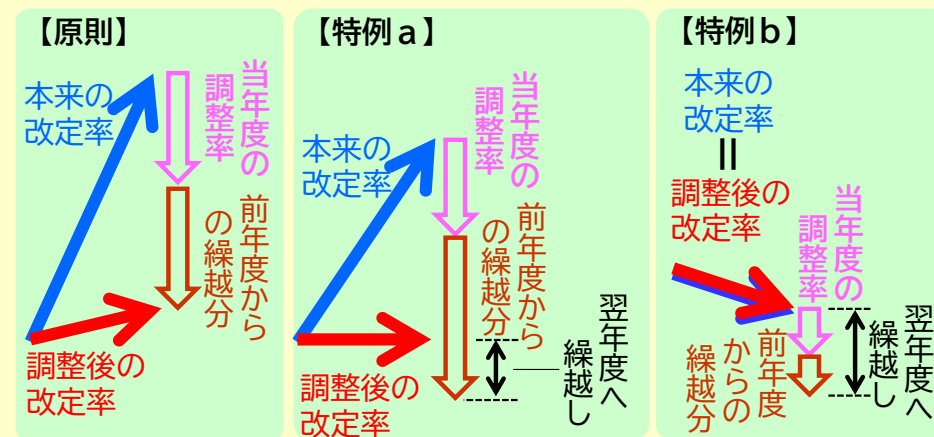 【原則】
本来の
改定率
当年度の
調整率
前年度から
の繰越分
調整後の
改定率
【特例a】
本来の
改定率
当年度の
調整率
前年度から
の繰越分
翌年度へ
繰越し
調整後の
改定率
【特例b】
本来の
改定率
=
調整後の
改定率
当年度の
調整率
前年度
からの
繰越分
翌年度へ
繰越し